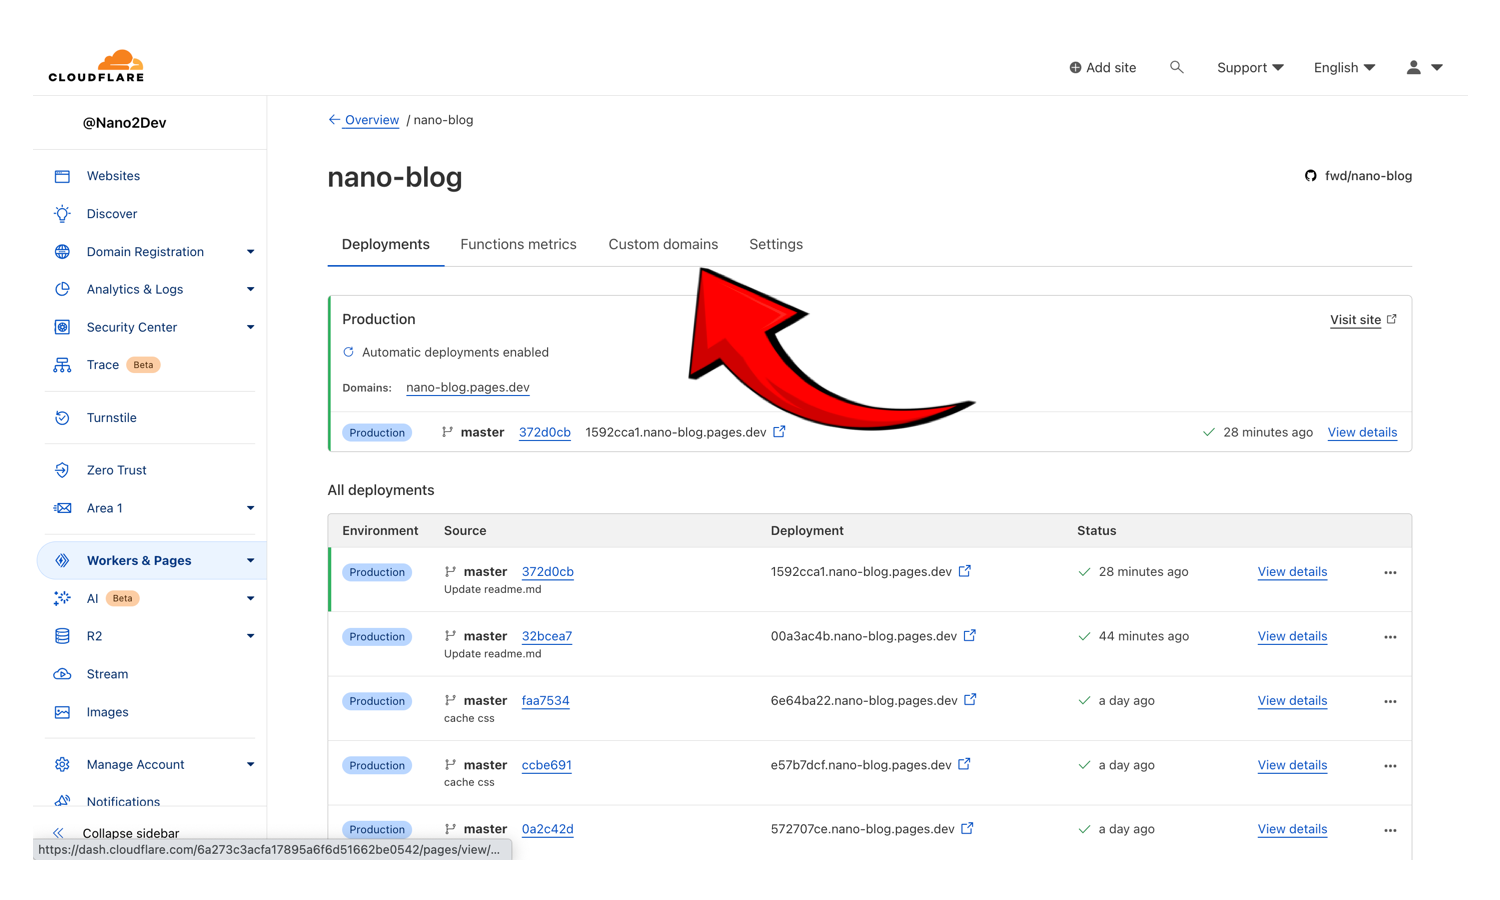 CLOUDFLARE
Add site
Support
English
@Nano2Dev
Websites
Discover
Domain Registration
Analytics & Logs
Security Center
Trace Beta
Turnstile
Zero Trust
Area 1
Workers & Pages
AI Beta
R2
Stream
Images
Manage Account
Notifications
Collapse sidebar
https://dash.cloudflare.com/6a273c3acfa17895a6f6d51662be0542/pages/view/...
Overview / nano-blog
nano-blog
fwd/nano-blog
Deployments Functions metrics Custom domains Settings
Production
Visit site
Automatic deployments enabled
Domains: nano-blog.pages.dev
Production master 372d0cb 1592cca1.nano-blog.pages.dev 28 minutes ago View details
All deployments
Environment Source Deployment Status
Production master 372d0cb 1592cca1.nano-blog.pages.dev 28 minutes ago View details
Update readme.md
Production master 32bcea7 00a3ac4b.nano-blog.pages.dev 44 minutes ago View details
Update readme.md
Production master faa7534 6e64ba22.nano-blog.pages.dev a day ago View details
cache css
Production master ccbe691 e57b7dcf.nano-blog.pages.dev a day ago View details
cache css
Production master 0a2c42d 572707ce.nano-blog.pages.dev a day ago View details